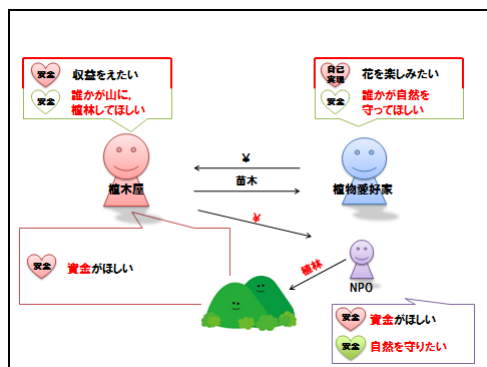 安全 収益をえたい
安全 誰かが山に,
植林してほしい
自己
実現 花を楽しみたい
安全 誰かが自然を
守ってほしい
¥
苗木
植木屋
植物愛好家
¥
安全 資金がほしい
植林
NPO
安全 資金がほしい
安全 自然を守りたい